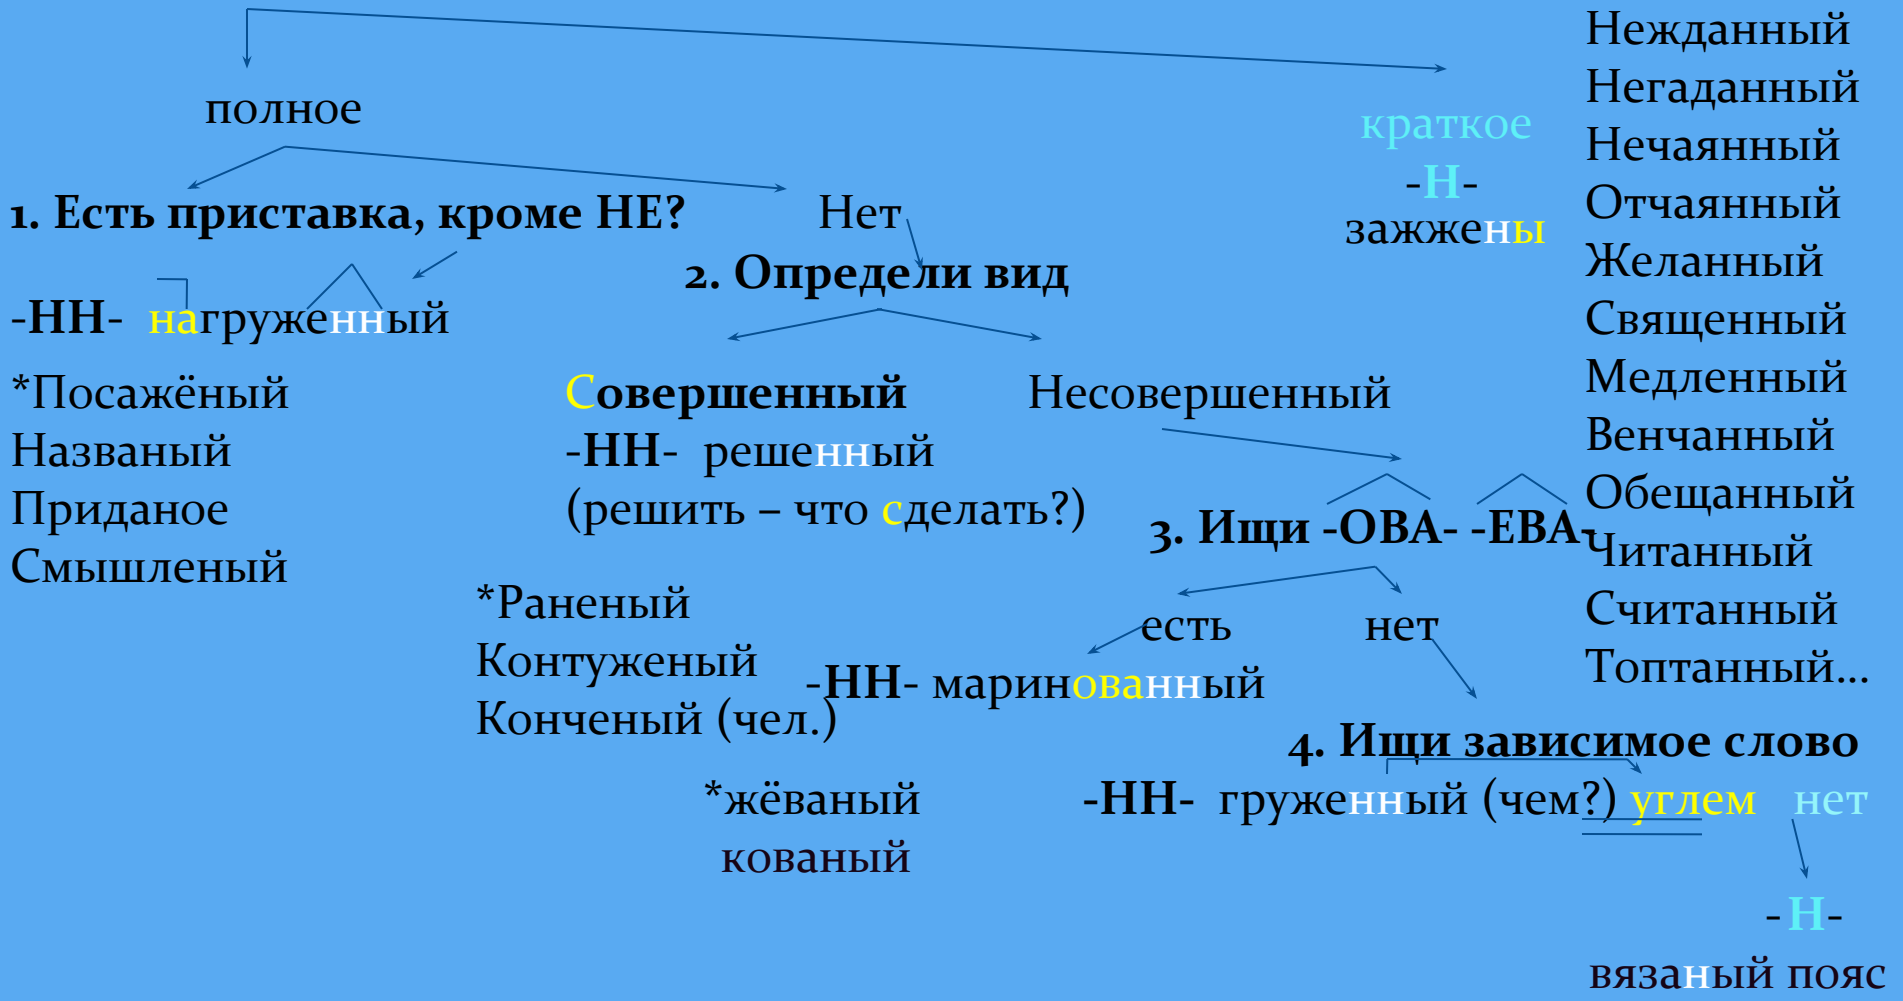 полное
краткое
-Н-
зажжены
1. Есть приставка, кроме НЕ?
Нет
2. Определи вид
-НН- нагруженный
*Посажёный
Названый
Приданое
Смышленый
Совершенный
-НН- решенный
(решить – что сделать?)
Несовершенный
3. Ищи -ОВА- -ЕВА-
*Раненый
Контуженый
Конченый (чел.)
есть
нет
-НН- маринованный
4. Ищи зависимое слово
*жёваный
кованый
-НН- груженный (чем?) углем
нет
-Н-
вязаный пояс
Нежданный
Негаданный
Нечаянный
Отчаянный
Желанный
Священный
Медленный
Венчанный
Обещанный
Читанный
Считанный
Топтанный...